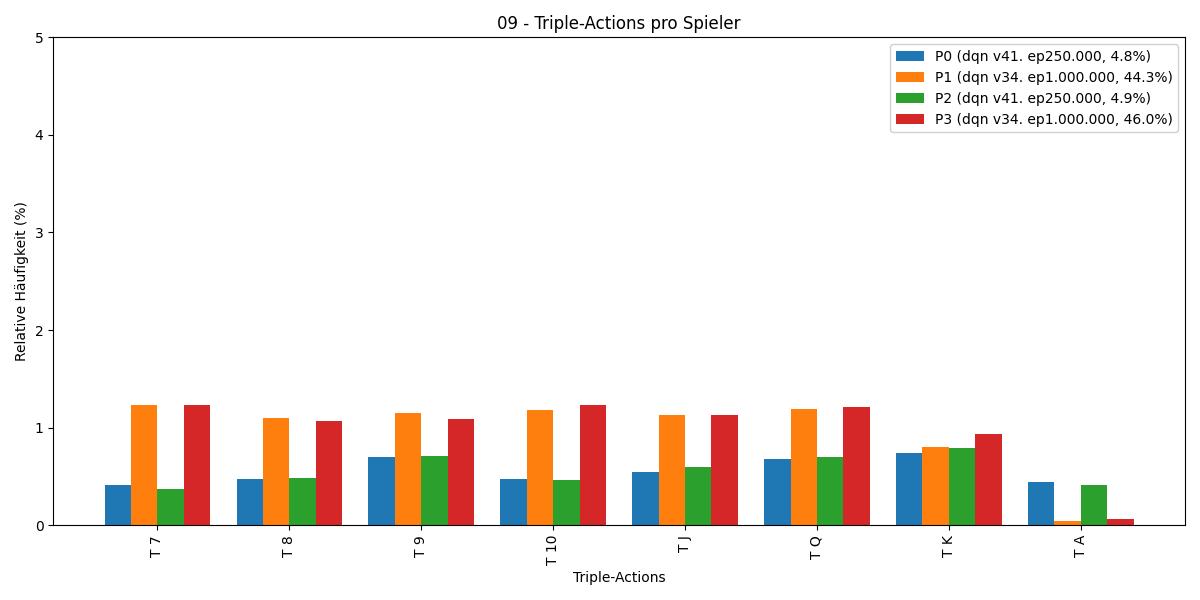 09 - Triple-Actions pro Spieler
P0 (dqn v41. ep250.000, 4.8%)
P1 (dqn v34. ep1.000.000, 44.3%)
P2 (dqn v41. ep250.000, 4.9%)
P3 (dqn v34. ep1.000.000, 46.0%)
Relative Häufigkeit (%)
5
4
3
2
1
0
T 7
T 8
T 9
T 10
T J
T Q
T K
T A
Triple-Actions